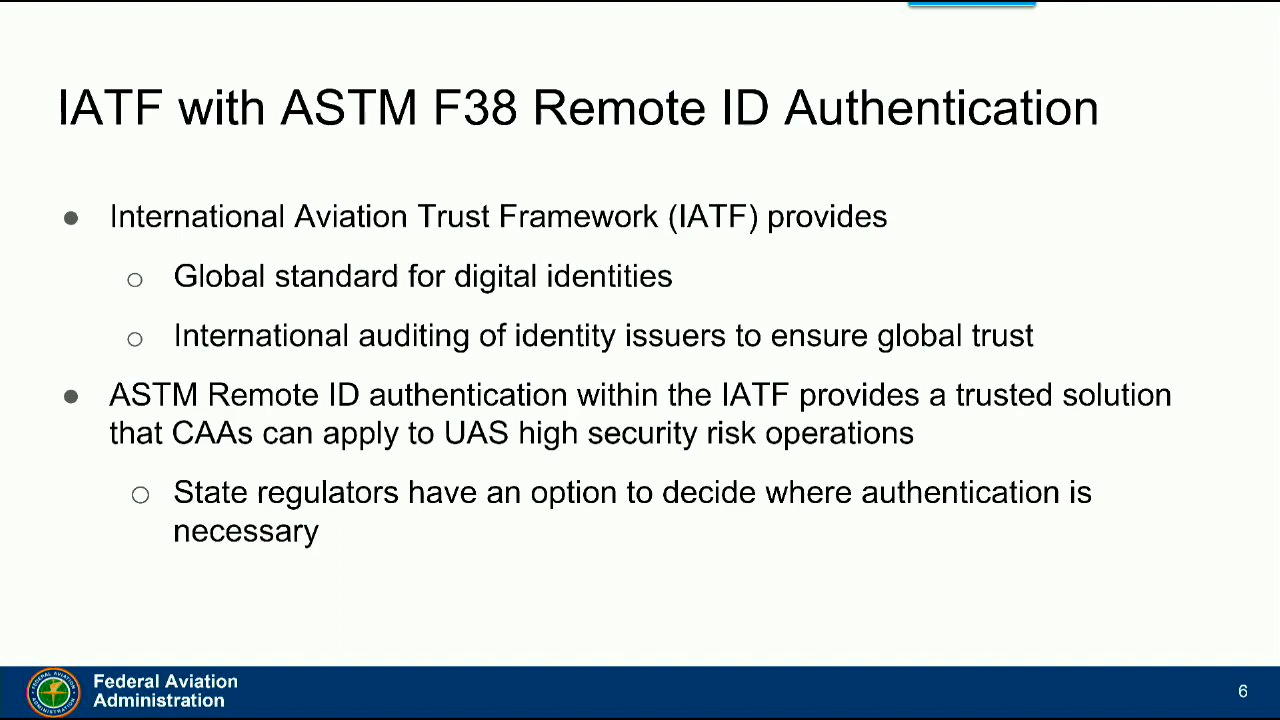 IATF with ASTM F38 Remote ID Authentication
● International Aviation Trust Framework (IATF) provides
○ Global standard for digital identities
○ International auditing of identity issuers to ensure global trust
● ASTM Remote ID authentication within the IATF provides a trusted solution
that CAAs can apply to UAS high security risk operations
○ State regulators have an option to decide where authentication is
necessary
Federal Aviation
Administration
6